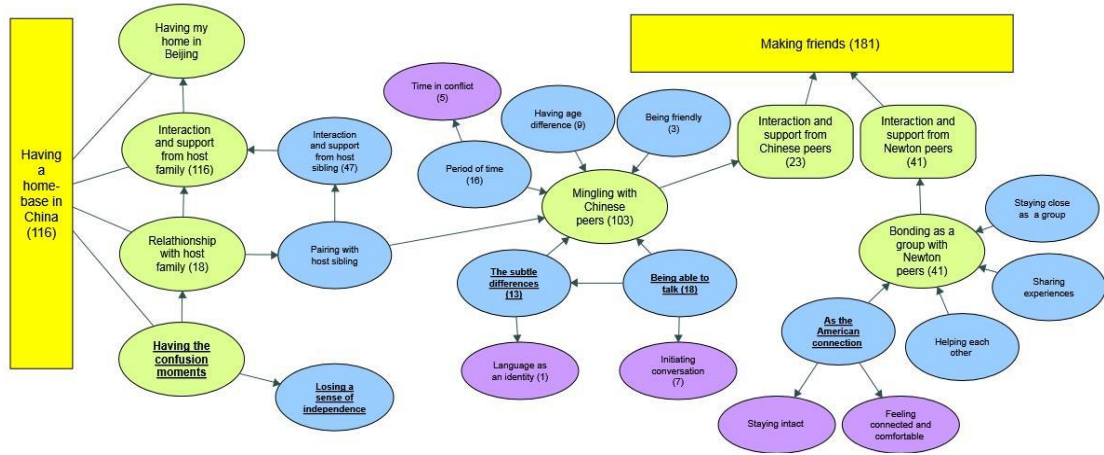 Having my
home in
Beijing
Making friends (181)
Time in conflict
(5)
Having age
difference (9)
Being friendly
(3)
Interaction and
support from
Chinese peers
(23)
Interaction and
support from
Newton peers
(41)
Having
a
home-
base in
China
(116)
Interaction
and support
from host
family (116)
Interaction
and support
from host
sibling (47)
Period of time
(16)
Mingling with
Chinese
peers (103)
Staying close
as a group
Relathionship
with host
family (18)
Pairing with
host sibling
Bonding as a
group with
Newton
peers (41)
The subtle
differences
(13)
Being able to
talk (18)
Sharing
experiences
Having the
confusion
moments
As the
American
connection
Helping each
other
Losing a
sense of
independence
Language as
an identity (1)
Initiating
conversation
(7)
Staying intact
Feeling
connected and
comfortable